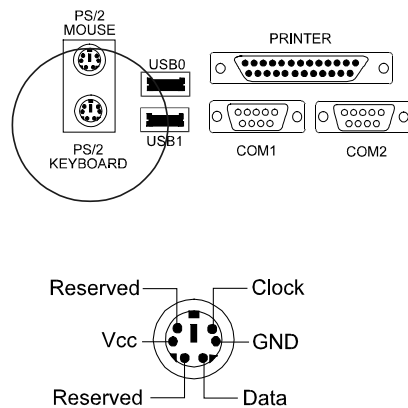 PS/2
MOUSE
USB0
PRINTER
USB1
COM1
COM2
PS/2
KEYBOARD
Reserved
Clock
Vcc
GND
Reserved
Data